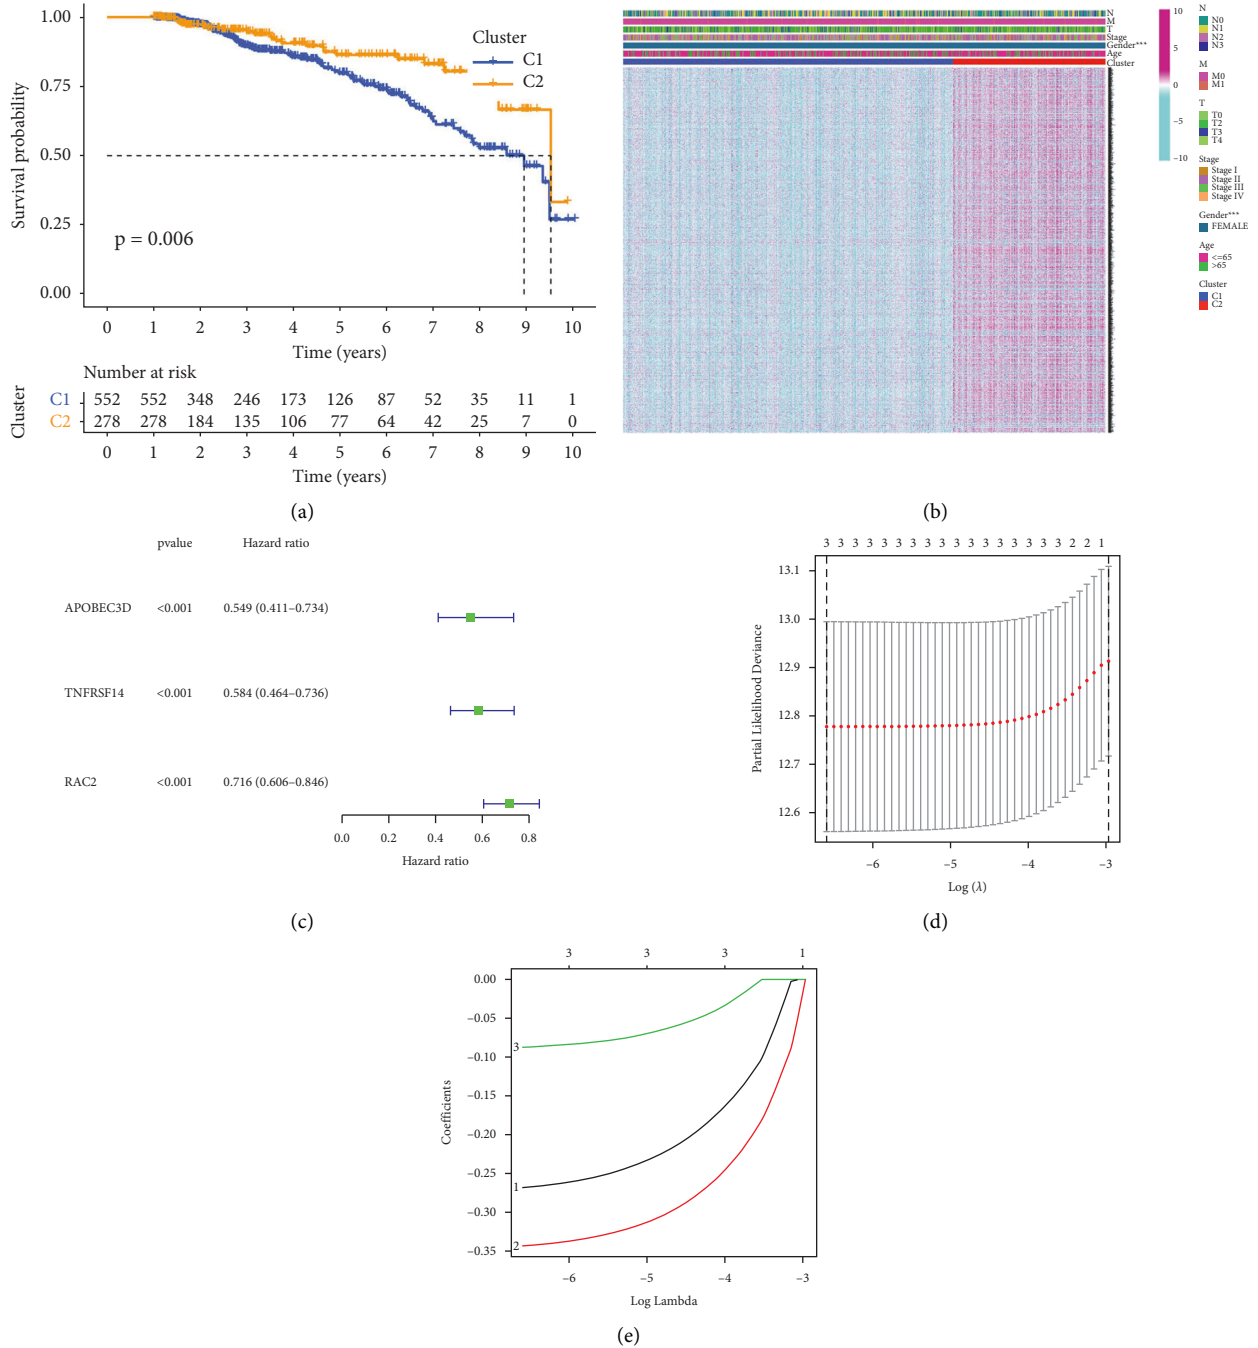 1.00
0.75
0.50
0.25
0.00
Survival probability
Cluster
C1
C2
p = 0.006
0 1 2 3 4 5 6 7 8 9 10
Time (years)
Number at risk
Cluster
C1 552 552 348 246 173 126 87 52 35 11 1
C2 278 278 184 135 106 77 64 42 25 7 0
0 1 2 3 4 5 6 7 8 9 10
Time (years)
(a)
N
M
T
Stage
Gender***
Age
Cluster
10
5
0
−5
−10
N
N0
N1
N2
N3
M
M0
M1
T
T0
T2
T3
T4
Stage
Stage I
Stage II
Stage III
Stage IV
Gender***
FEMALE
Age
<=65
>65
Cluster
C1
C2
(b)
pvalue Hazard ratio
APOBEC3D <0.001 0.549 (0.411–0.734)
TNFRSF14 <0.001 0.584 (0.464–0.736)
RAC2 <0.001 0.716 (0.606–0.846)
0.0 0.2 0.4 0.6 0.8
Hazard ratio
(c)
3 3 3 3 3 3 3 3 3 3 3 3 3 3 3 2 2 1
13.1
13.0
12.9
12.8
12.7
12.6
Partial Likelihood Deviance
−6 −5 −4 −3
Log (λ)
(d)
3 3 3 1
0.00
−0.05
−0.10
−0.15
−0.20
−0.25
−0.30
−0.35
Coefficients
3
1
2
−6 −5 −4 −3
Log Lambda
(e)